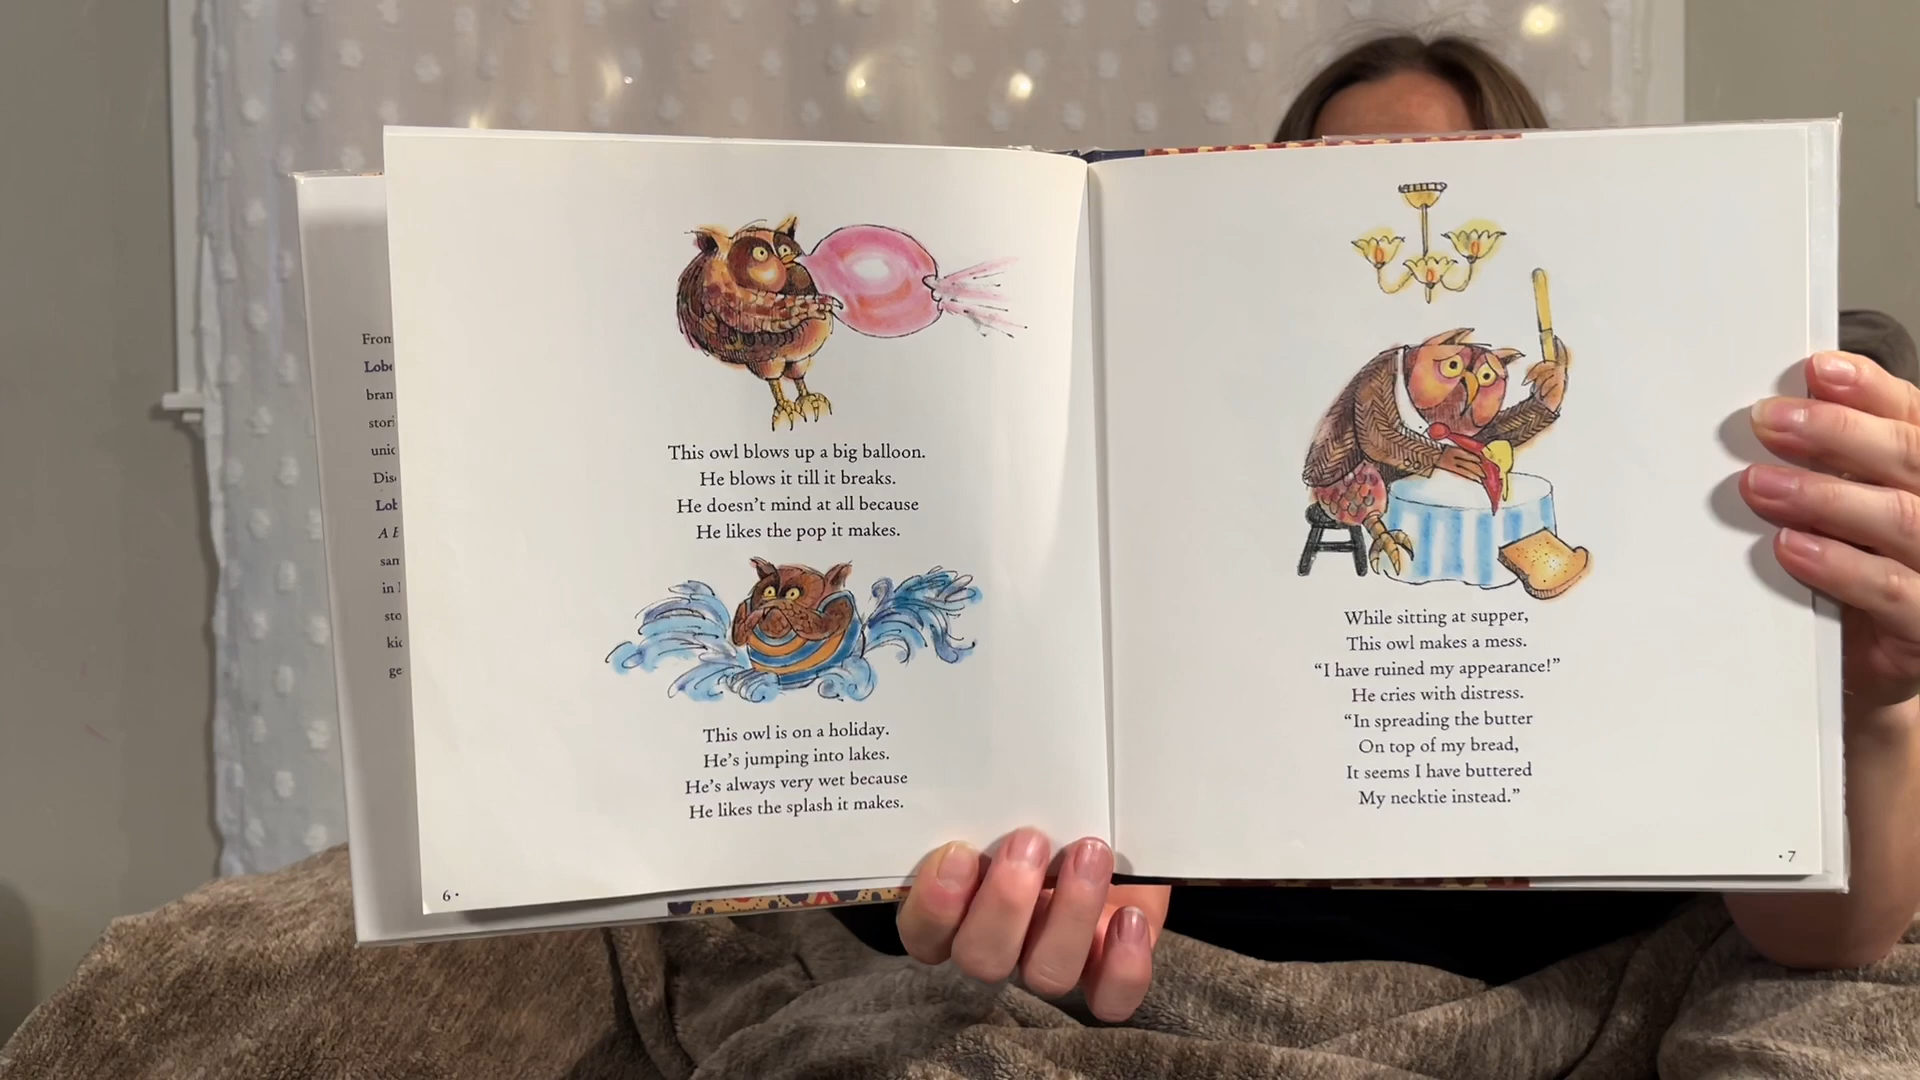 From
stor
This owl blows up a big balloon.
He blows it till it breaks.
He doesn't mind at all because
He likes the pop it makes.
This owl is on a holiday.
He's jumping into lakes.
He's always very wet because
He likes the splash it makes.
6 •
While sitting at supper,
This owl makes a mess.
“I have ruined my appearance!”
He cries with distress.
“In spreading the butter
On top of my bread,
It seems I have buttered
My necktie instead.”
• 7